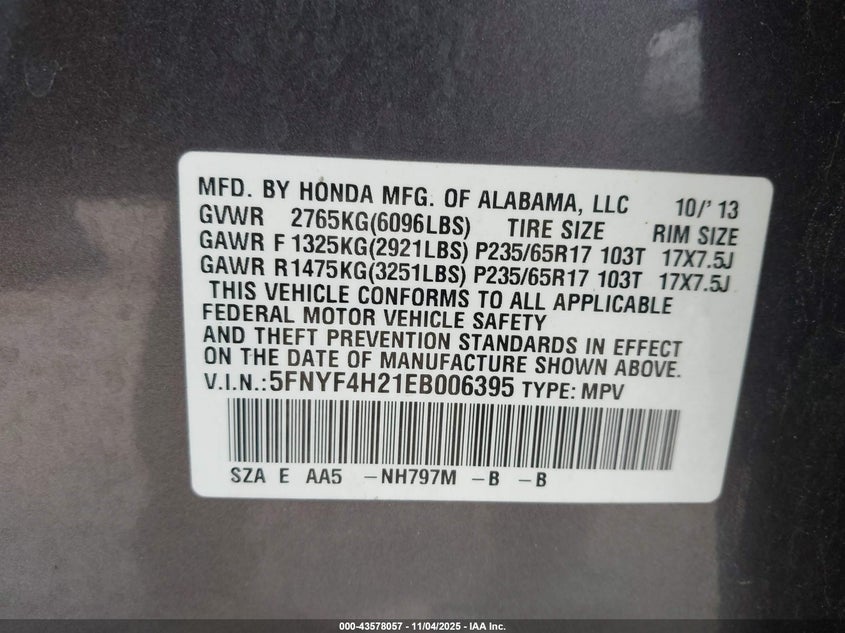 MFD. BY HONDA MFG. OF ALABAMA, LLC 10/' 13
GVWR 2765KG(6096LBS) TIRE SIZE RIM SIZE
GAWR F 1325KG(2921LBS) P235/65R17 103T 17X7.5J
GAWR R1475KG(3251LBS) P235/65R17 103T 17X7.5J
THIS VEHICLE CONFORMS TO ALL APPLICABLE
FEDERAL MOTOR VEHICLE SAFETY
AND THEFT PREVENTION STANDARDS IN EFFECT
ON THE DATE OF MANUFACTURE SHOWN ABOVE.
V.I.N.:5FNYF4H21EB006395 TYPE: MPV
SZA E AA5 -NH797M -B -B
000-43578057 - 11/04/2025 - IAA Inc.